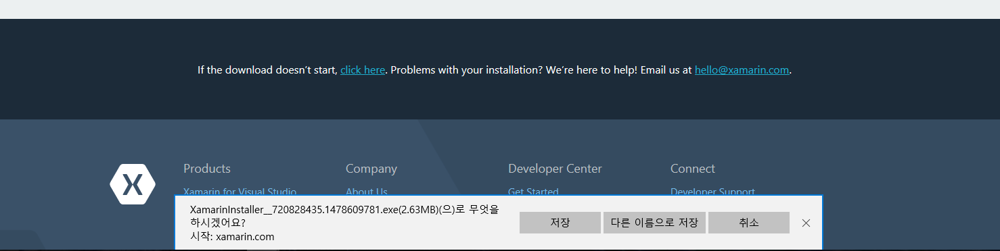 If the download doesn't start, click here. Problems with your installation? We're here to help! Email us at hello@xamarin.com.
Products Company Developer Center Connect
Xamarin for Visual Studio About Us Get Started Developer Support
XamarinInstaller__720828435.1478609781.exe(2.63MB)(으)로 무엇을
하시겠어요?
시작: xamarin.com
저장 다른 이름으로 저장 취소